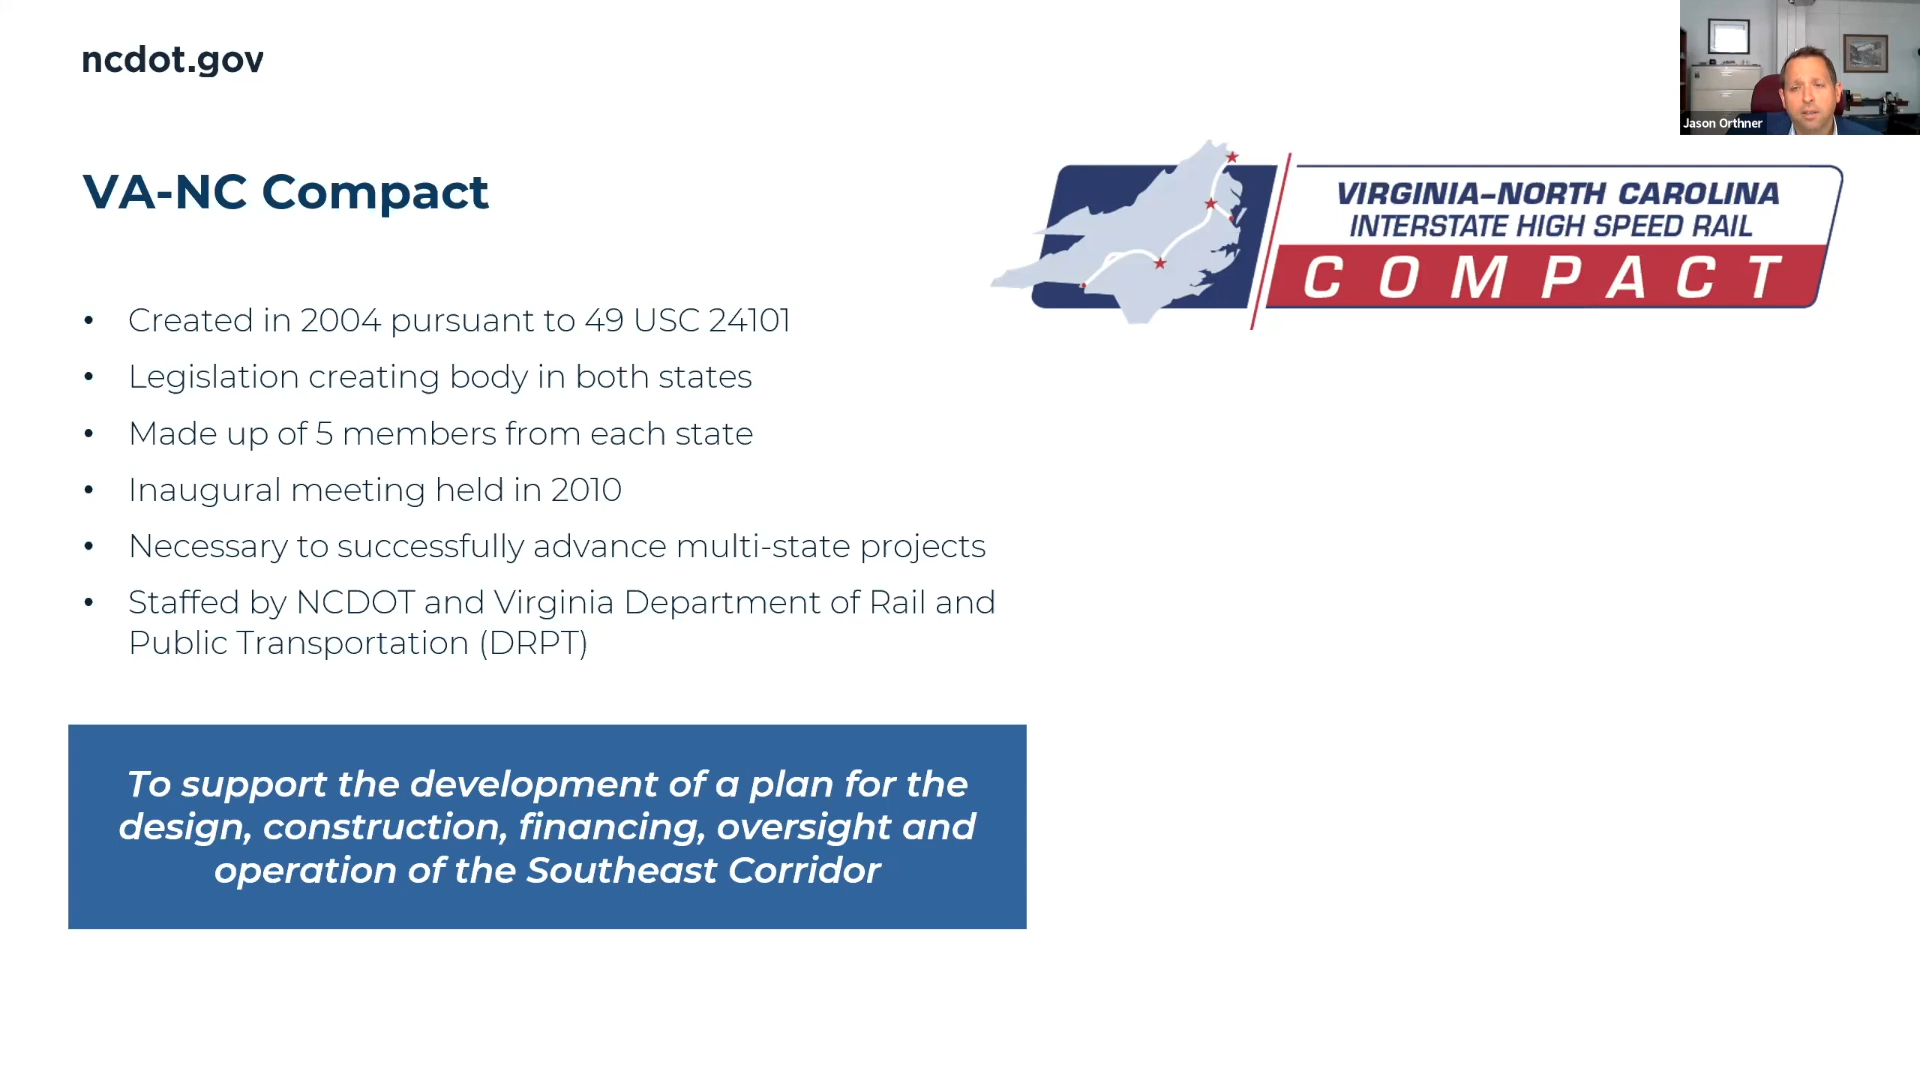 ncdot.gov
Jason Orthner
VA-NC Compact
VIRGINIA–NORTH CAROLINA
INTERSTATE HIGH SPEED RAIL
COMPACT
• Created in 2004 pursuant to 49 USC 24101
• Legislation creating body in both states
• Made up of 5 members from each state
• Inaugural meeting held in 2010
• Necessary to successfully advance multi-state projects
• Staffed by NCDOT and Virginia Department of Rail and
Public Transportation (DRPT)
To support the development of a plan for the
design, construction, financing, oversight and
operation of the Southeast Corridor